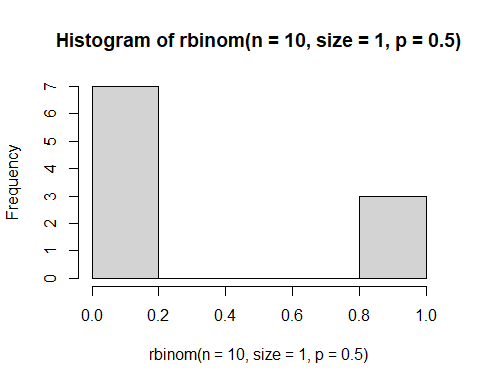 Histogram of rbinom(n = 10, size = 1, p = 0.5)
Frequency
7
6
5
4
3
2
1
0
0.0 0.2 0.4 0.6 0.8 1.0
rbinom(n = 10, size = 1, p = 0.5)